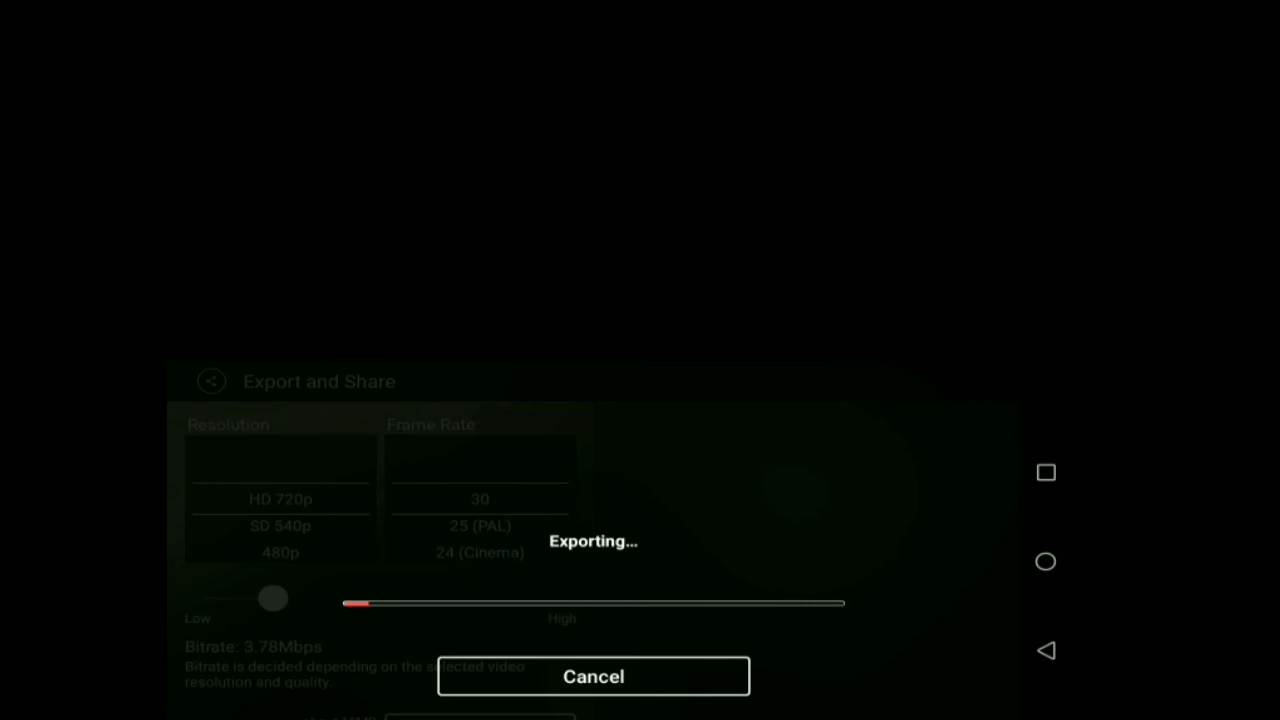 Export and Share
Resolution Frame Rate
HD 720p 30
SD 540p 25 (PAL)
Exporting...
480p 24 (Cinema)
Low High
Bitrate: 3.78Mbps
Bitrate is decided depending on the selected video
resolution and quality.
Cancel